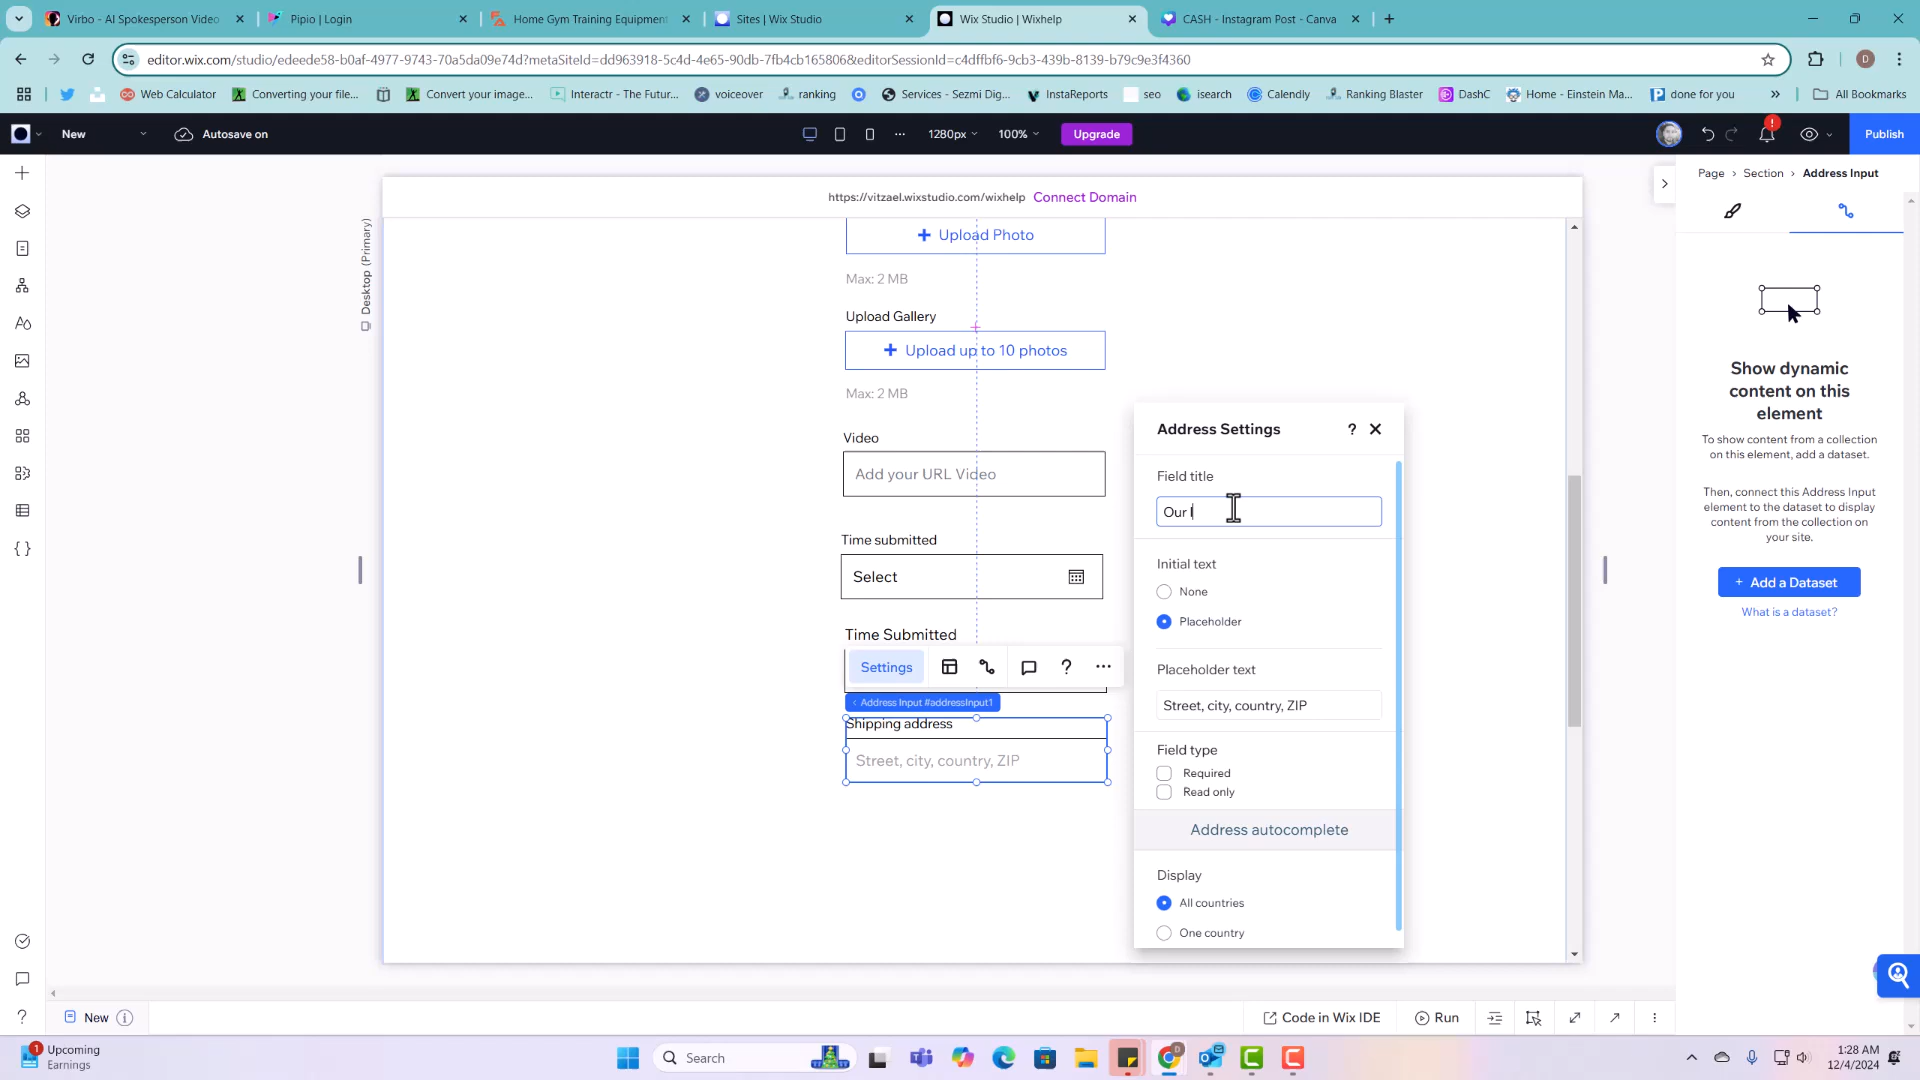 Virbo - AI Spokesperson Video
Pipio | Login
Home Gym Training Equipment
Sites | Wix Studio
Wix Studio | Wixhelp
CASH - Instagram Post - Canva
editor.wix.com/studio/edeede58-b0af-4977-9743-70a5da09e74d?metaSiteId=dd963918-5c4d-4e65-90db-7fb4cb165806&editorSessionId=c4dffbf6-9cb3-439b-8139-b79c9e3f4360
D
Web Calculator
Converting your file...
Convert your image...
Interactr - The Futur...
voiceover
ranking
Services - Sezmi Dig...
InstaReports
seo
isearch
Calendly
Ranking Blaster
DashC
Home - Einstein Ma...
done for you
All Bookmarks
New
Autosave on
1280px
100%
Upgrade
Publish
https://vitzael.wixstudio.com/wixhelp Connect Domain
Desktop (Primary)
Upload Photo
Max: 2 MB
Upload Gallery
Upload up to 10 photos
Max: 2 MB
Video
Add your URL Video
Time submitted
Select
Time Submitted
Settings
Address Input #addressInput1
Shipping address
Street, city, country, ZIP
Address Settings
Field title
Our l
Initial text
None
Placeholder
Placeholder text
Street, city, country, ZIP
Field type
Required
Read only
Address autocomplete
Display
All countries
One country
Page > Section > Address Input
Show dynamic
content on this
element
To show content from a collection
on this element, add a dataset.
Then, connect this Address Input
element to the dataset to display
content from the collection on
your site.
+ Add a Dataset
What is a dataset?
New
Code in Wix IDE
Run
1
Upcoming
Earnings
Search
1:28 AM
12/4/2024